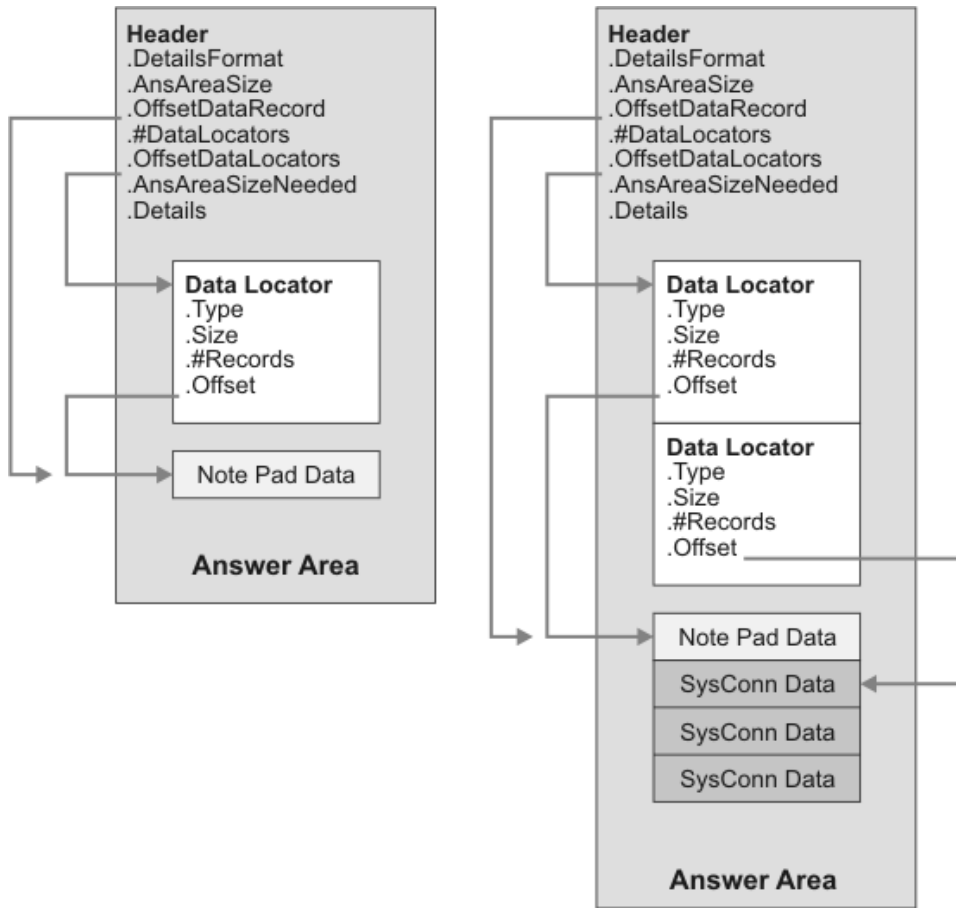 Header
.DetailsFormat
.AnsAreaSize
.OffsetDataRecord
.#DataLocators
.OffsetDataLocators
.AnsAreaSizeNeeded
.Details
Data Locator
.Type
.Size
.#Records
.Offset
Note Pad Data
Answer Area
Header
.DetailsFormat
.AnsAreaSize
.OffsetDataRecord
.#DataLocators
.OffsetDataLocators
.AnsAreaSizeNeeded
.Details
Data Locator
.Type
.Size
.#Records
.Offset
Data Locator
.Type
.Size
.#Records
.Offset
Note Pad Data
SysConn Data
SysConn Data
SysConn Data
Answer Area